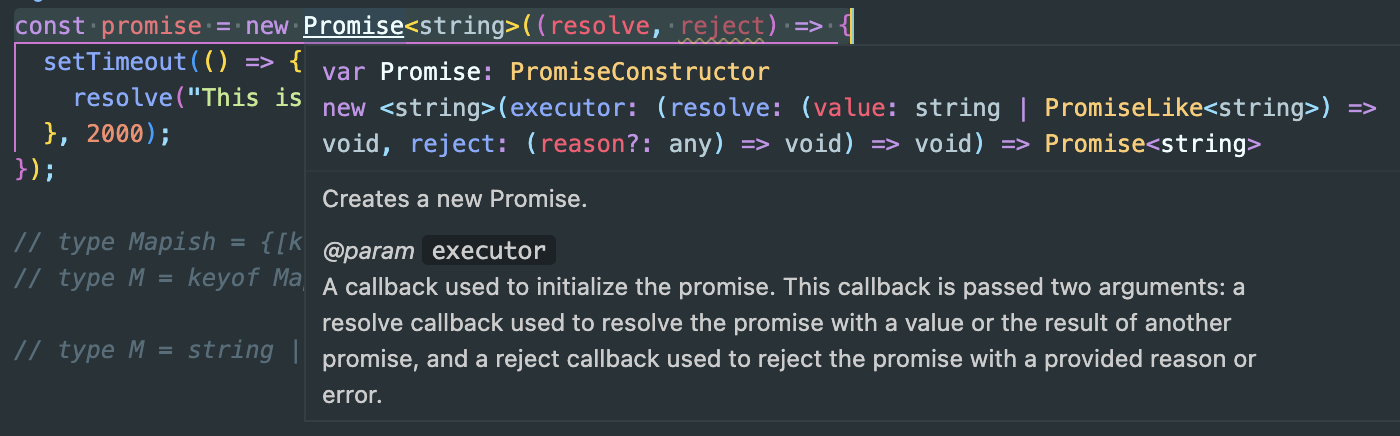 const promise = new Promise<string>((resolve, reject) => {
setTimeout(() => {
resolve("This is
}, 2000);
});
// type Mapish = {[k
// type M = keyof Ma
// type M = string |
var Promise: PromiseConstructor
new <string>(executor: (resolve: (value: string | PromiseLike<string>) =>
void, reject: (reason?: any) => void) => void) => Promise<string>
Creates a new Promise.
@param executor
A callback used to initialize the promise. This callback is passed two arguments: a
resolve callback used to resolve the promise with a value or the result of another
promise, and a reject callback used to reject the promise with a provided reason or
error.